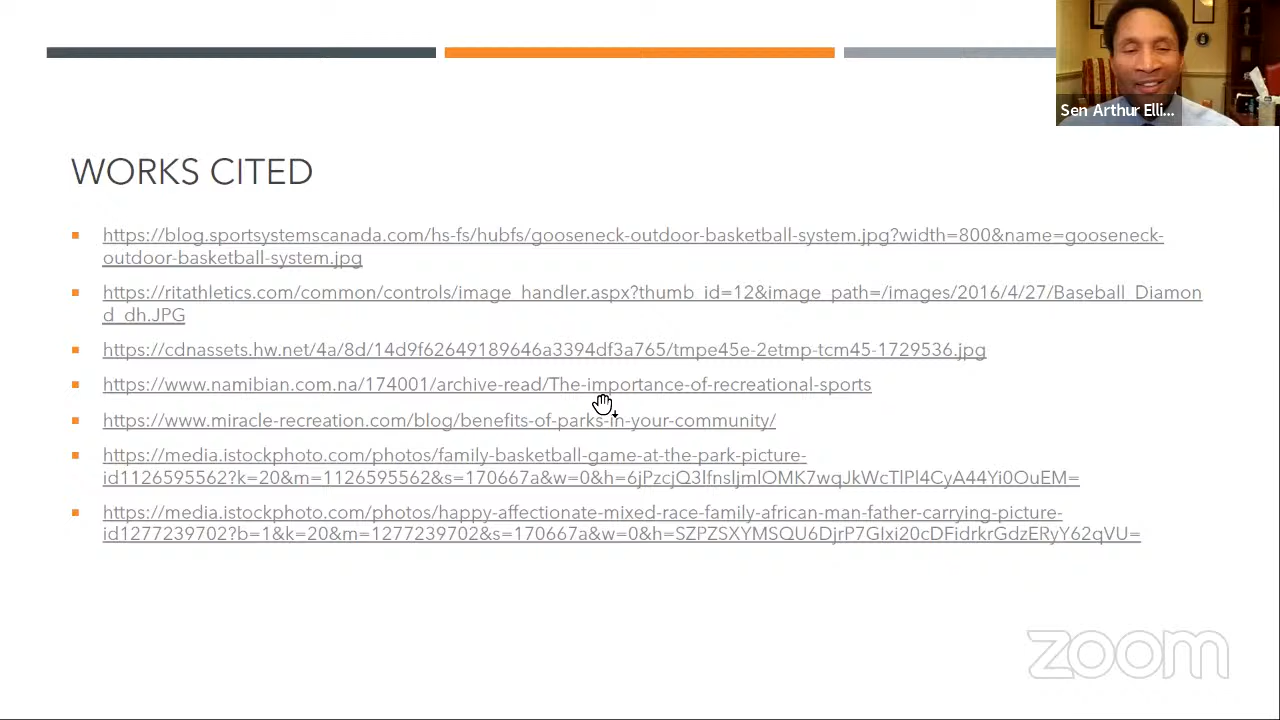 Sen Arthur Elli...
WORKS CITED
https://blog.sportsystemscanada.com/hs-fs/hubfs/gooseneck-outdoor-basketball-system.jpg?width=800&name=gooseneck-
outdoor-basketball-system.jpg
https://ritathletics.com/common/controls/image_handler.aspx?thumb_id=12&image_path=/images/2016/4/27/Baseball_Diamon
d_dh.JPG
https://cdnassets.hw.net/4a/8d/14d9f62649189646a3394df3a765/tmpe45e-2etmp-tcm45-1729536.jpg
https://www.namibian.com.na/174001/archive-read/The-importance-of-recreational-sports
https://www.miracle-recreation.com/blog/benefits-of-parks-in-your-community/
https://media.istockphoto.com/photos/family-basketball-game-at-the-park-picture-
id1126595562?k=20&m=1126595562&s=170667a&w=0&h=6jPzcjQ3lfnsljmlOMK7wqJkWcTlPl4CyA44Yi0OuEM=
https://media.istockphoto.com/photos/happy-affectionate-mixed-race-family-african-man-father-carrying-picture-
id1277239702?b=1&k=20&m=1277239702&s=170667a&w=0&h=SZPZSXYMSQU6DjrP7Glxi20cDFidrkrGdzERyY62qVU=
zoom